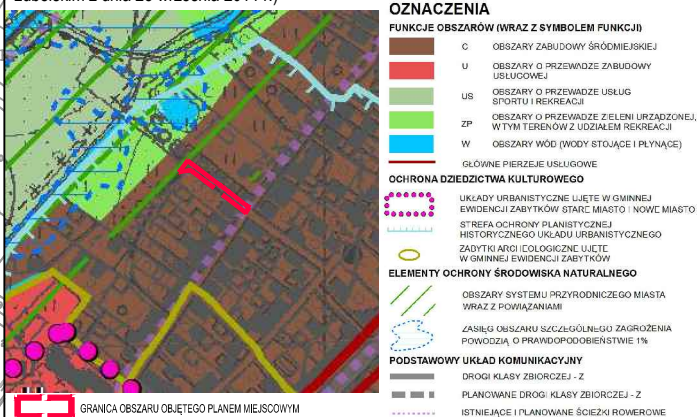 OZNACZENIA
FUNKCJE OBSZARÓW (WRAZ Z SYMBOLEM FUNKCJI)
C OBSZARY ZABUDOWY ŚRÓDMIEJSKIEJ
U OBSZARY O PRZEWADZE ZABUDOWY
USŁUGOWEJ
US OBSZARY O PRZEWADZE USŁUG
SPORTU I REKREACJI
ZP OBSZARY O PRZEWADZE ZIELENI URZĄDZONEJ,
W TYM TERENÓW Z UDZIAŁEM REKREACJI
W OBSZARY WÓD (WODY STOJĄCE I PŁYNĄCE)
GŁÓWNE PIERZEJE USŁUGOWE
OCHRONA DZIEDZICTWA KULTUROWEGO
UKŁADY URBANISTYCZNE UJĘTE W GMINNEJ
EWIDENCJI ZABYTKÓW STARE MIASTO I NOWE MIASTO
STREFA OCHRONY PLANISTYCZNEJ
HISTORYCZNEGO UKŁADU URBANISTYCZNEGO
ZABYTKI ARCHEOLOGICZNE UJĘTE
W GMINNEJ EWIDENCJI ZABYTKÓW
ELEMENTY OCHRONY ŚRODOWISKA NATURALNEGO
OBSZARY SYSTEMU PRZYRODNICZEGO MIASTA
WRAZ Z POWIĄZANIAMI
ZASIĘG OBSZARU SZCZEGÓLNEGO ZAGROŻENIA
POWODZIĄ O PRAWDOPODOBIEŃSTWIE 1%
PODSTAWOWY UKŁAD KOMUNIKACYJNY
DROGI KLASY ZBIORCZEJ - Z
PLANOWANE DROGI KLASY ZBIORCZEJ - Z
ISTNIEJĄCE I PLANOWANE ŚCIEŻKI ROWEROWE
GRANICA OBSZARU OBJĘTEGO PLANEM MIEJSCOWYM